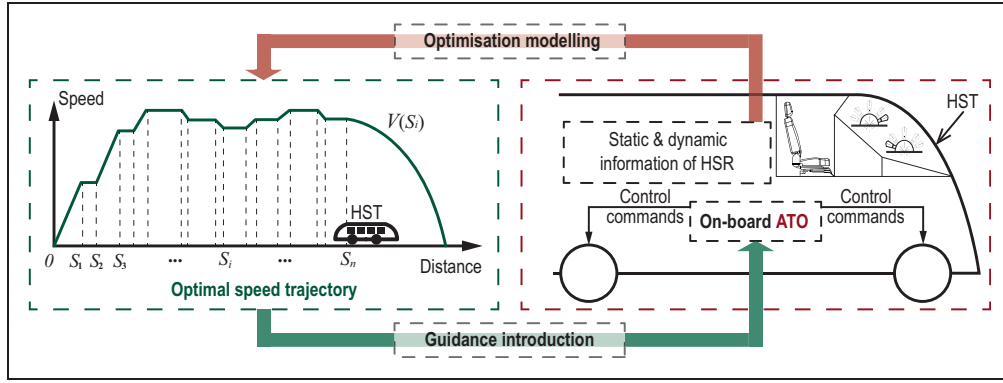 Optimisation modelling
Speed
V(Sᵢ)
HST
0 S₁ S₂ S₃ ••• Sᵢ ••• Sₙ Distance
Optimal speed trajectory
HST
Static & dynamic
information of HSR
Control
commands
On-board ATO
Control
commands
Guidance introduction